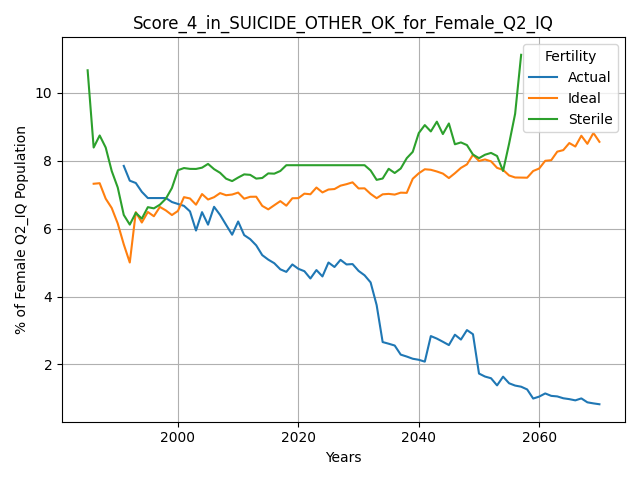 Score_4_in_SUICIDE_OTHER_OK_for_Female_Q2_IQ
Fertility
Actual
Ideal
Sterile
% of Female Q2_IQ Population
10
8
6
4
2
2000 2020 2040 2060
Years